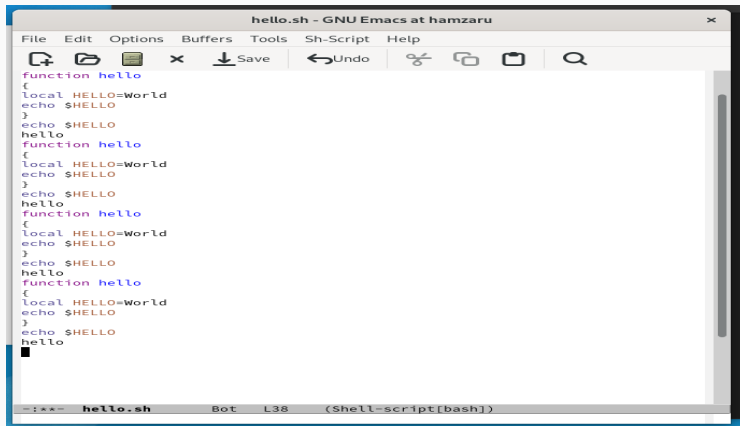 hello.sh - GNU Emacs at hamzaru
File Edit Options Buffers Tools Sh-Script Help
Save Undo
function hello
{
local HELLO=World
echo $HELLO
}
echo $HELLO
hello
function hello
{
local HELLO=World
echo $HELLO
}
echo $HELLO
hello
function hello
{
local HELLO=World
echo $HELLO
}
echo $HELLO
hello
function hello
{
local HELLO=World
echo $HELLO
}
echo $HELLO
hello
-:**- hello.sh Bot L38 (Shell-script[bash])